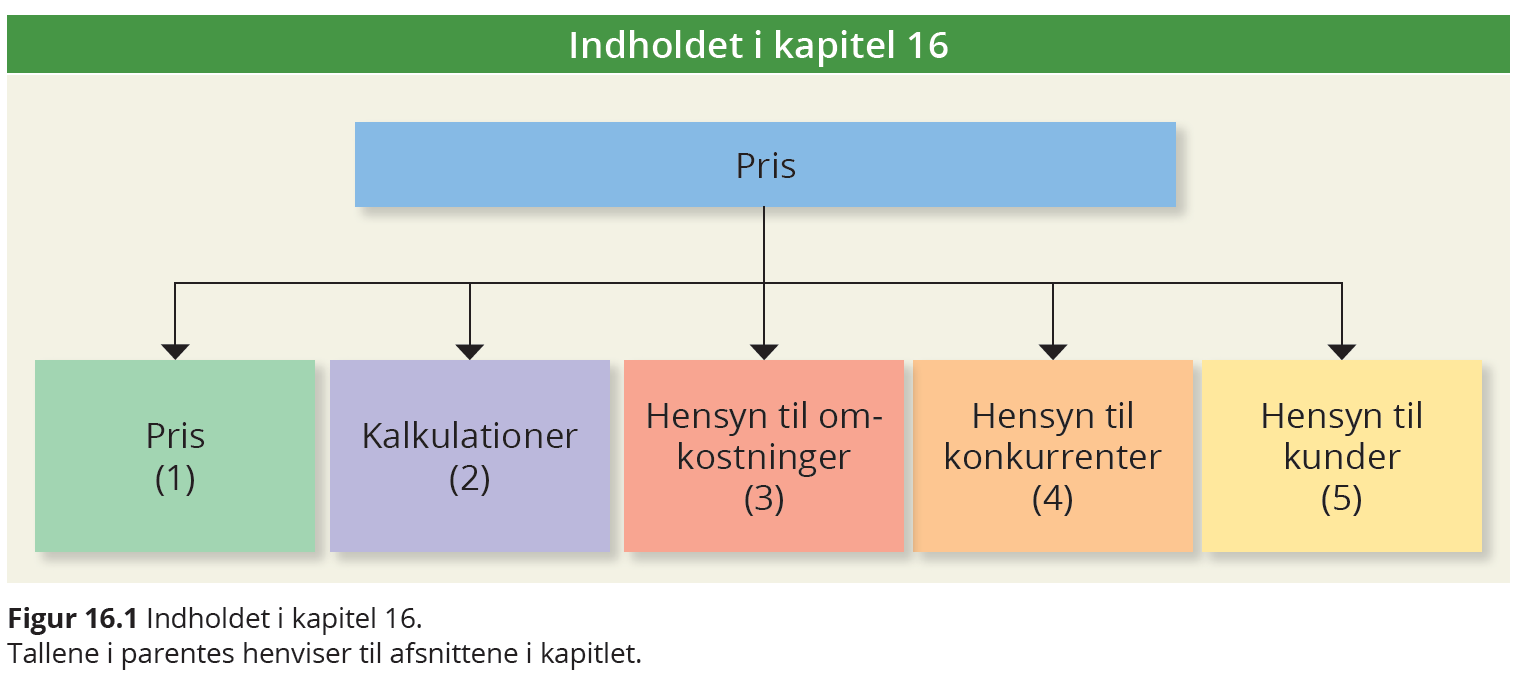 Indholdet i kapitel 16
Pris
Pris
(1)
Kalkulationer
(2)
Hensyn til om-
kostninger
(3)
Hensyn til
konkurrenter
(4)
Hensyn til
kunder
(5)
Figur 16.1 Indholdet i kapitel 16.
Tallene i parentes henviser til afsnittene i kapitlet.